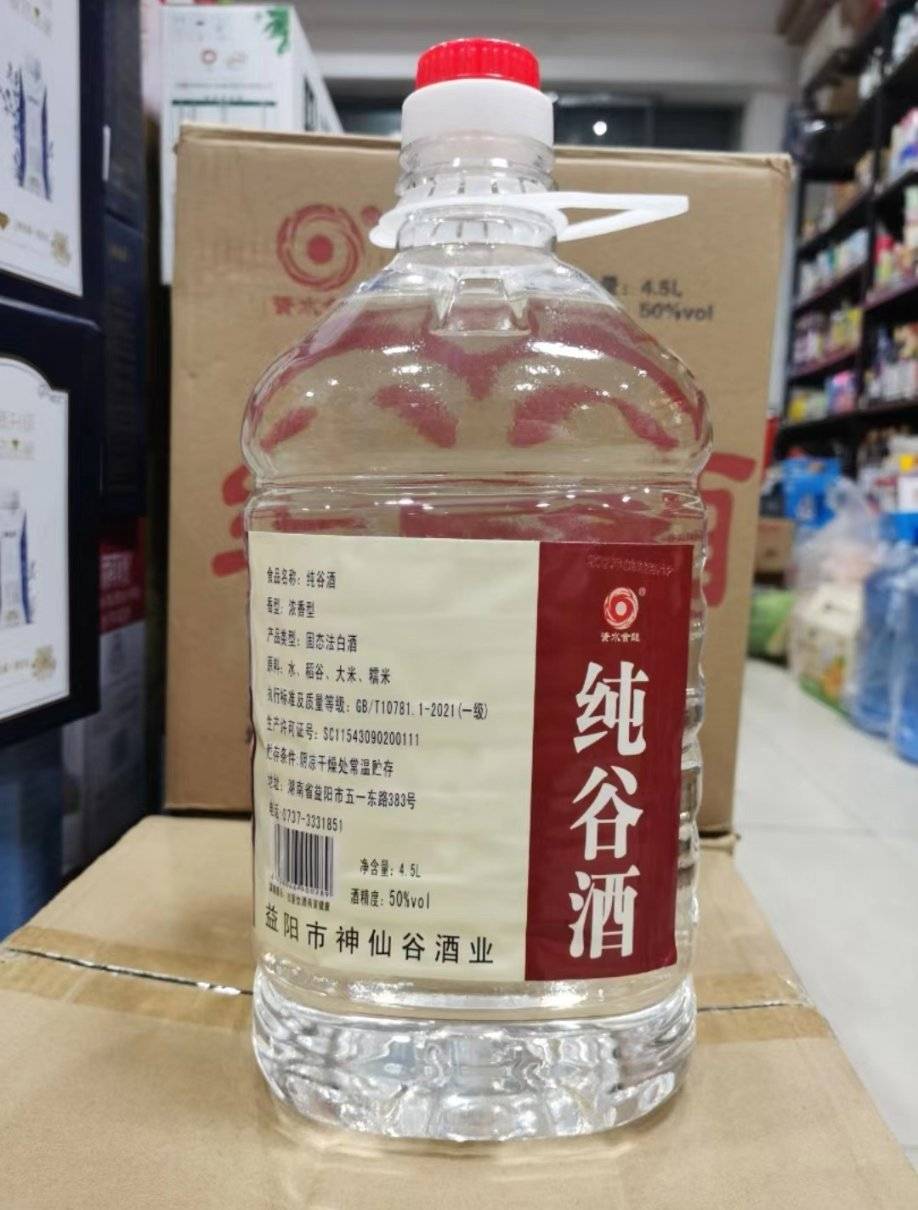 4.5L
50%vol
食品名称：纯谷酒
香型：浓香型
产品类型：固态法白酒
原料：水、稻谷、大米、糯米
执行标准及质量等级：GB/T10781.1-2021(一级)
生产许可证号：SC11543090200111
贮存条件:阴凉干燥处常温贮存
地址：湖南省益阳市五一东路383号
电话:0737-3331851
净含量：4.5L
酒精度：50%vol
益阳市神仙谷酒业
®
資水食話
纯谷酒